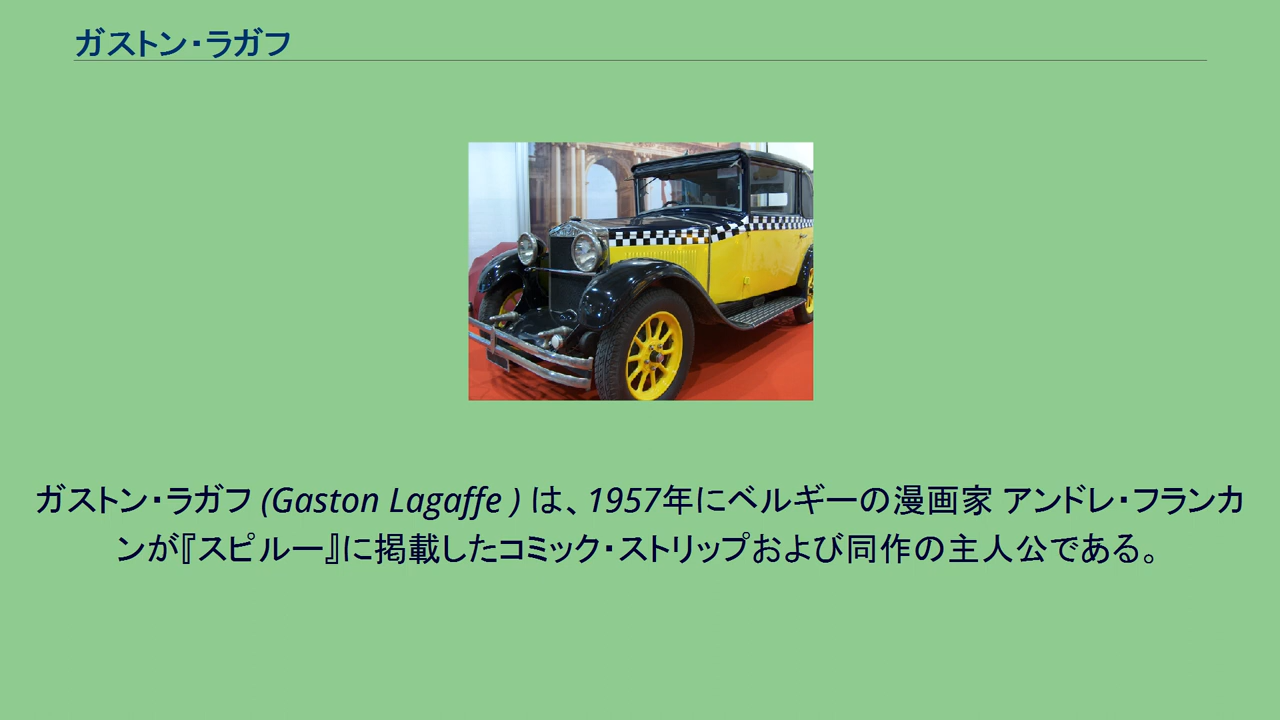 ガストン・ラガフ
ガストン・ラガフ (Gaston Lagaffe ) は、1957年にベルギーの漫画家 アンドレ・フランカ
ンが『スピルー』に掲載したコミック・ストリップおよび同作の主人公である。